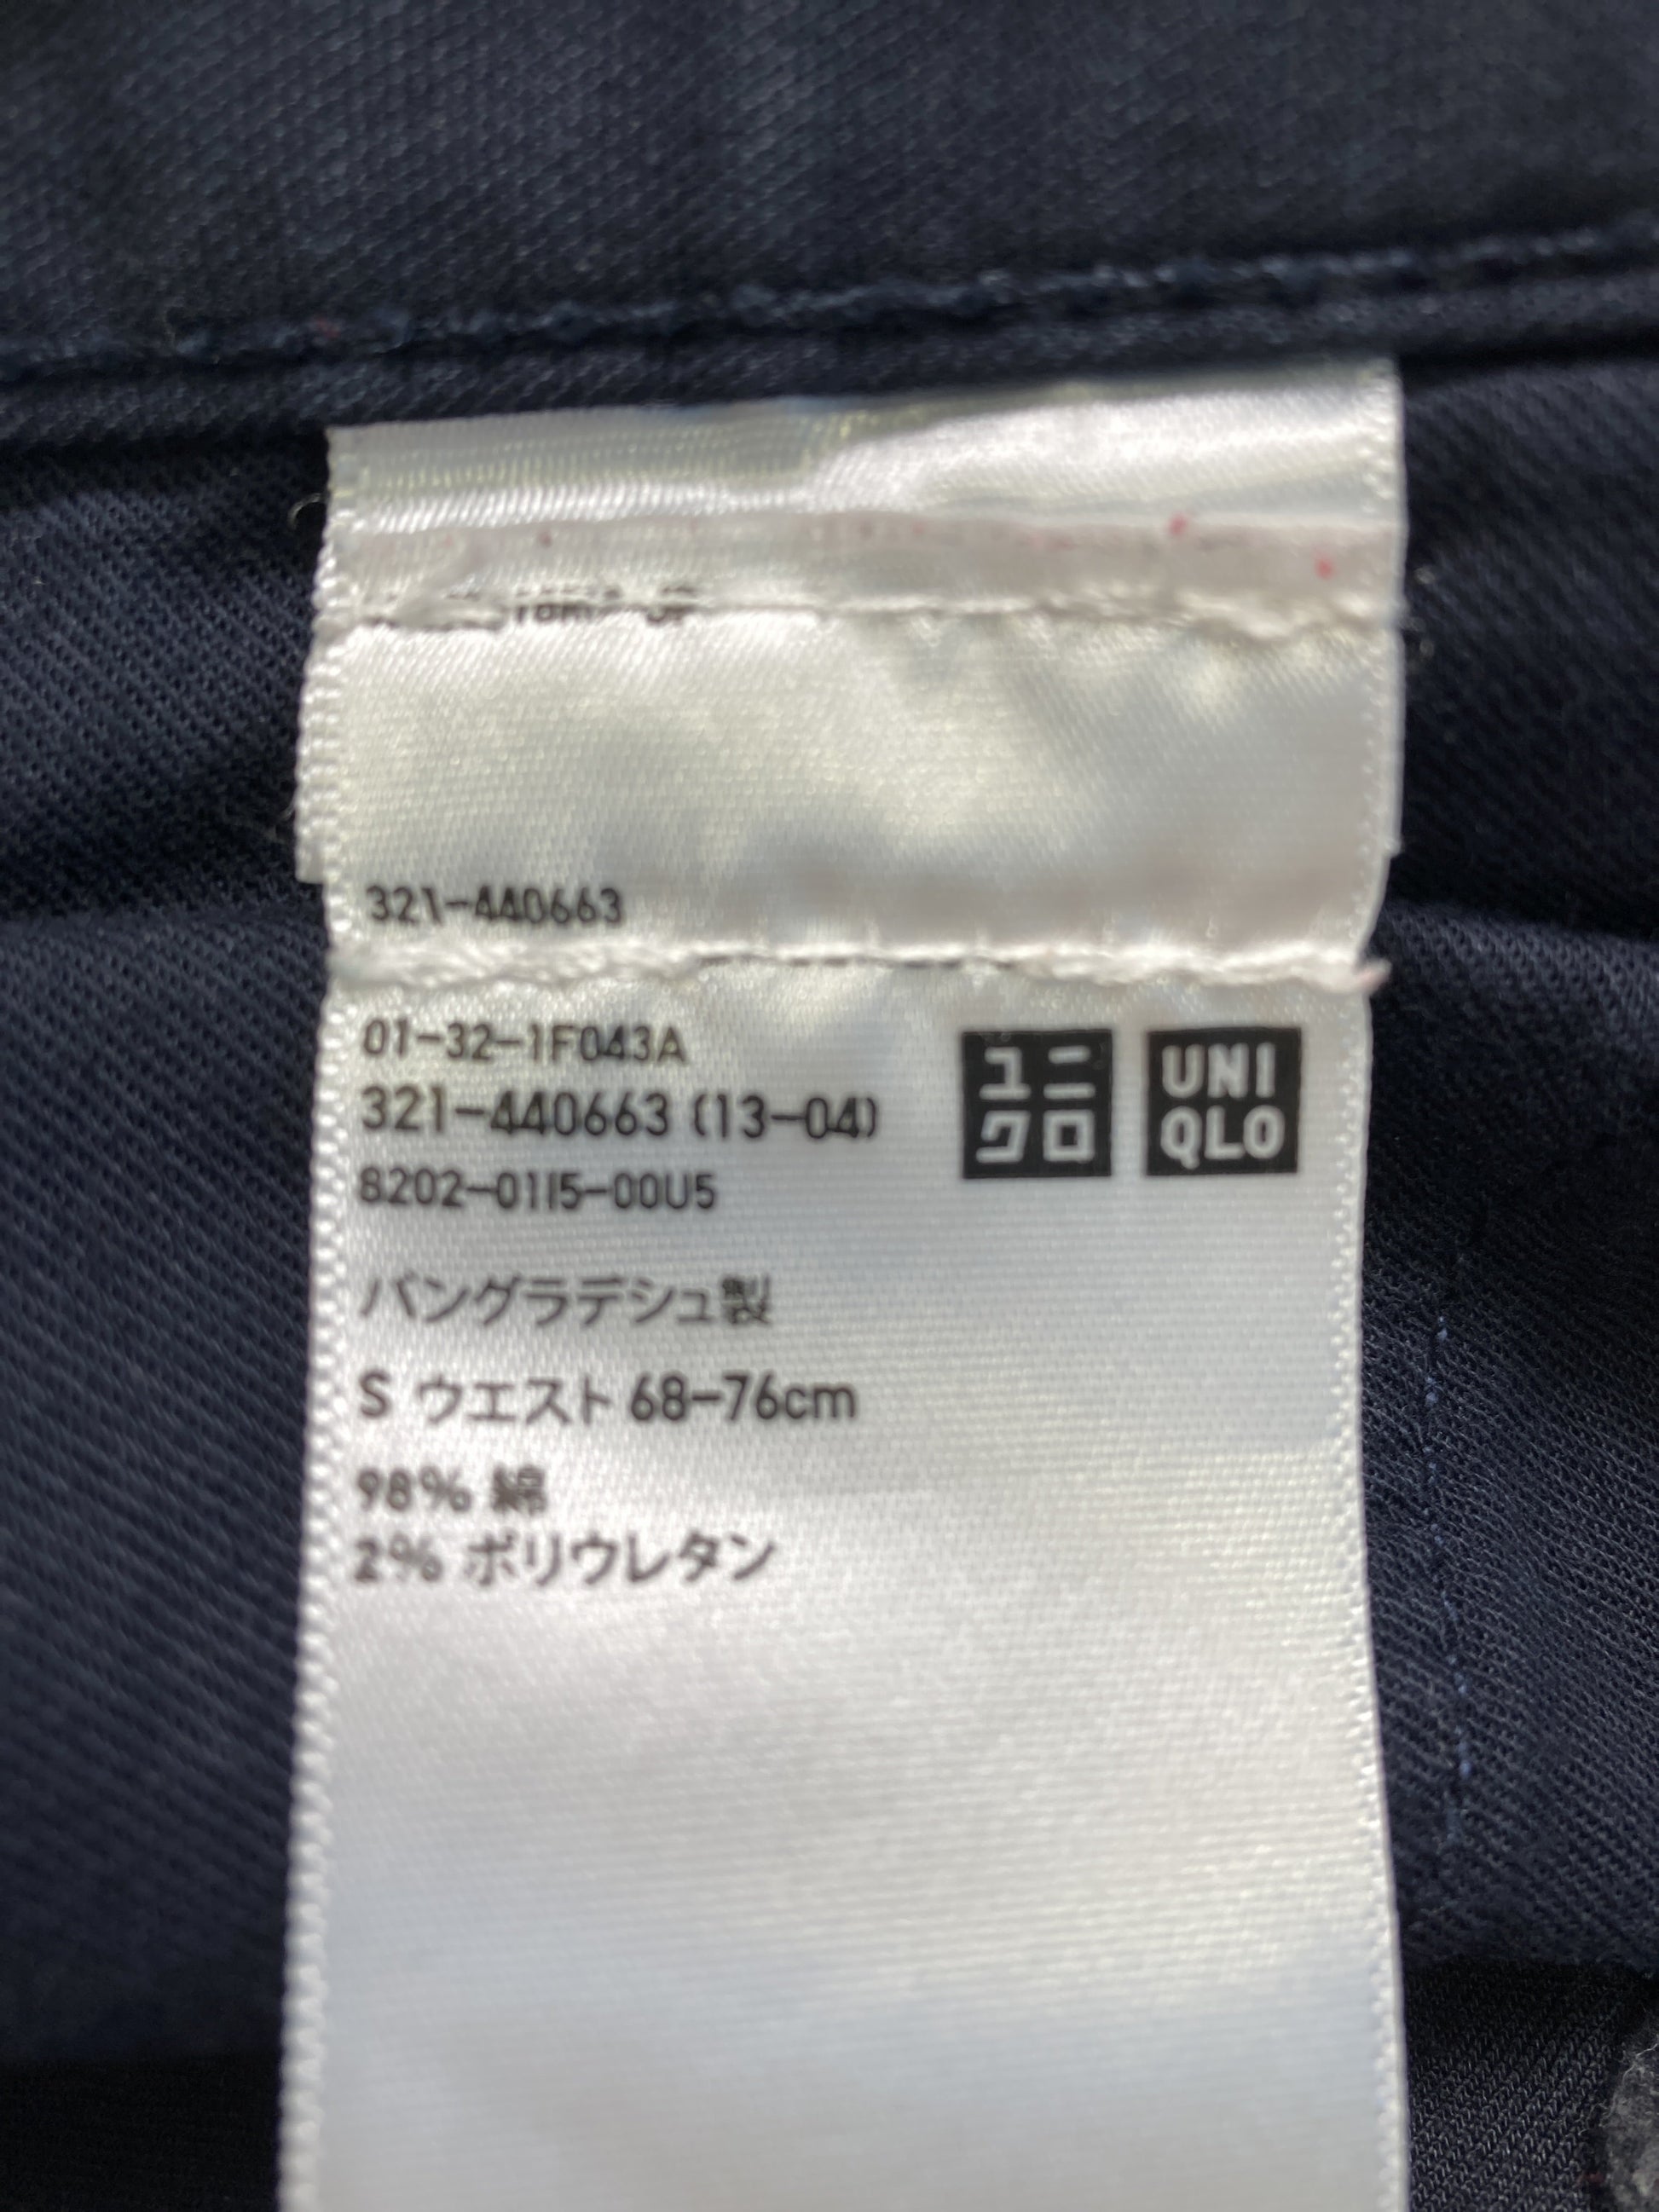 321-440663
01-32-1F043A
321-440663 (13-04)
8202-01I5-00U5
ユニ
クロ
UNI
QLO
バングラデシュ製
S ウエスト 68-76cm
98% 綿
2% ポリウレタン